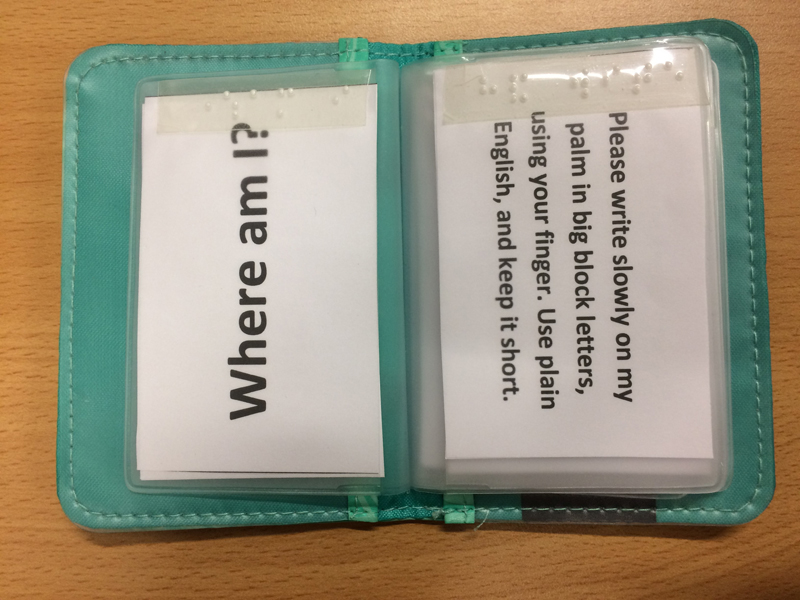 Where am I?
Please write slowly on my
palm in big block letters,
using your finger. Use plain
English, and keep it short.